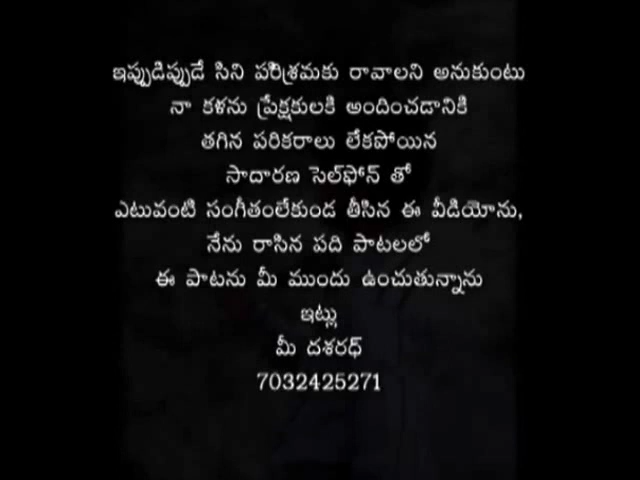 ఇప్పుడిప్పుడే సిని పరిశ్రమకు రావాలని అనుకుంటు
నా కళను ప్రేక్షకులకి అందించడానికి
తగిన పరికరాలు లేకపోయిన
సాదారణ సెల్‌ఫోన్ తో
ఎటువంటి సంగీతంలేకుండ తీసిన ఈ వీడియోను,
నేను రాసిన పది పాటలలో
ఈ పాటను మీ ముందు ఉంచుతున్నాను
ఇట్లు
మీ దశరధ్
7032425271